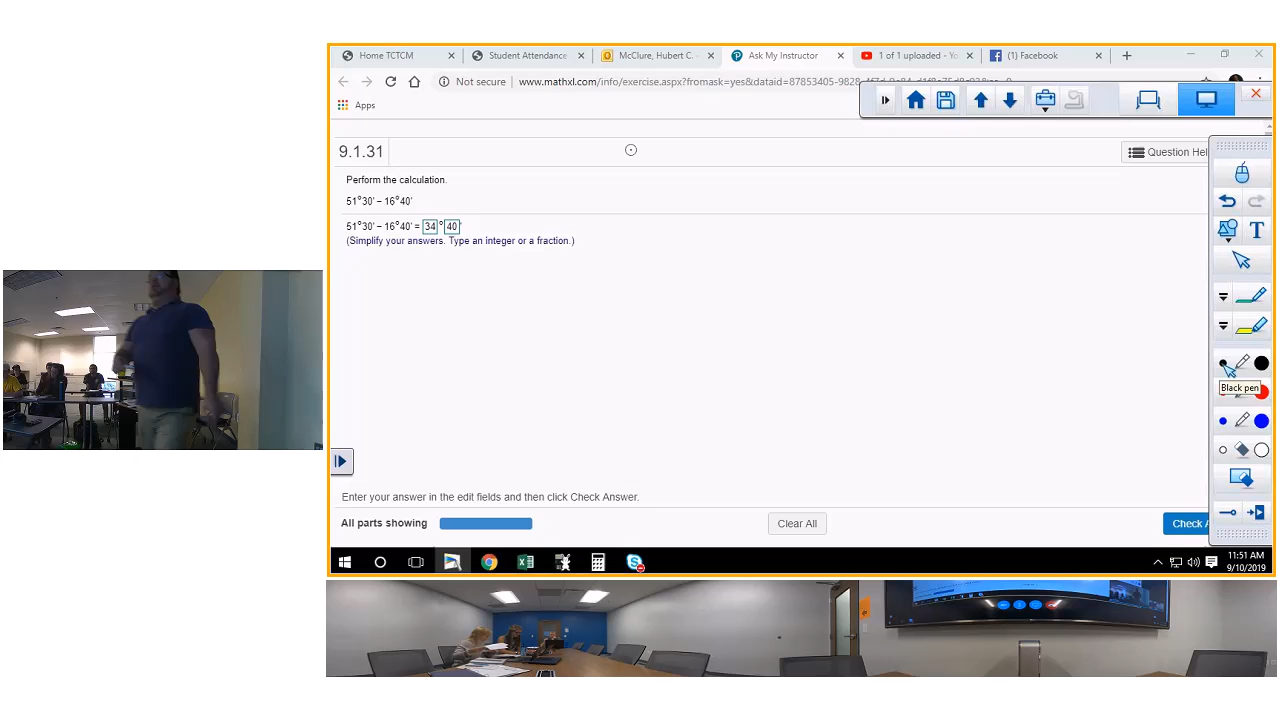 Home TCTCM
Student Attendance
McClure, Hubert C.
Ask My Instructor
1 of 1 uploaded - Yo
(1) Facebook
Not secure
www.mathxl.com/info/exercise.aspx?fromask=yes&dataid=87853405-9828
Apps
9.1.31
Question Hel
Perform the calculation.
51°30' – 16°40'
51°30' – 16°40' = 34 ° 40 '
(Simplify your answers. Type an integer or a fraction.)
T
Black pen
Enter your answer in the edit fields and then click Check Answer.
All parts showing
Clear All
Check A
11:51 AM
9/10/2019